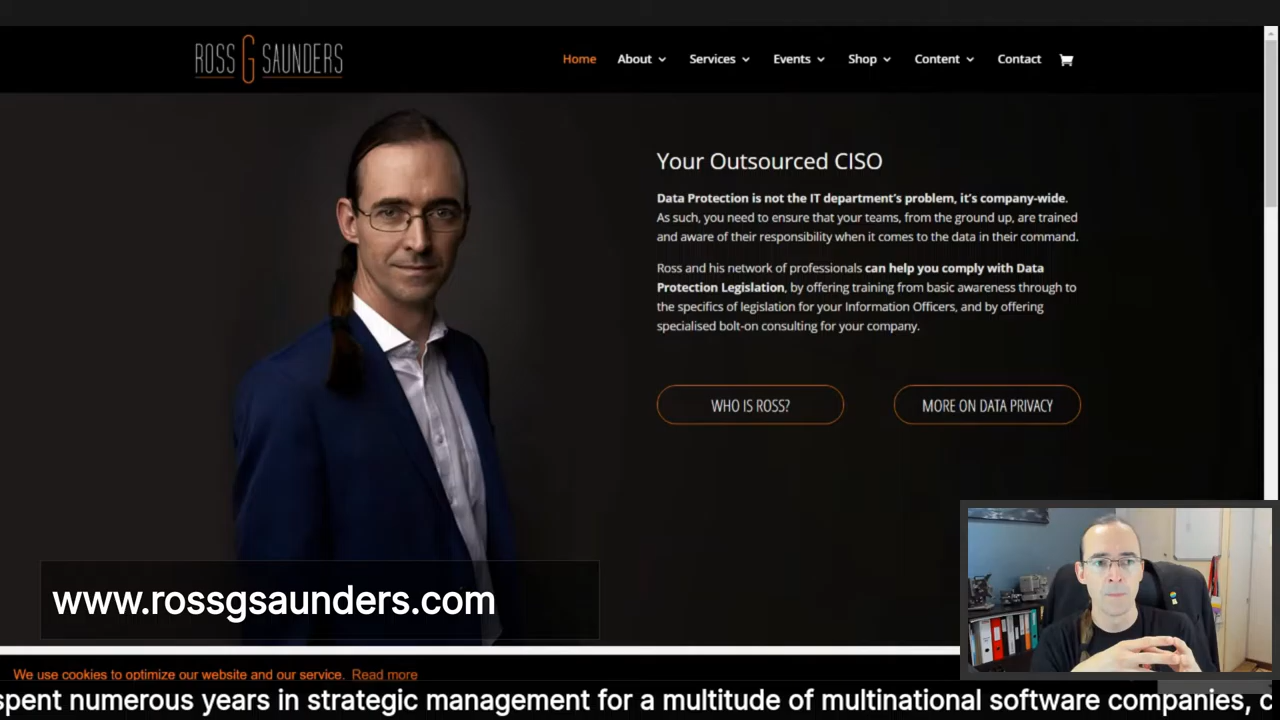 ROSS G SAUNDERS
Home
About
Services
Events
Shop
Content
Contact
Your Outsourced CISO
Data Protection is not the IT department's problem, it's company-wide.
As such, you need to ensure that your teams, from the ground up, are trained
and aware of their responsibility when it comes to the data in their command.
Ross and his network of professionals can help you comply with Data
Protection Legislation, by offering training from basic awareness through to
the specifics of legislation for your Information Officers, and by offering
specialised bolt-on consulting for your company.
WHO IS ROSS?
MORE ON DATA PRIVACY
www.rossgsaunders.com
We use cookies to optimize our website and our service. Read more
spent numerous years in strategic management for a multitude of multinational software companies,